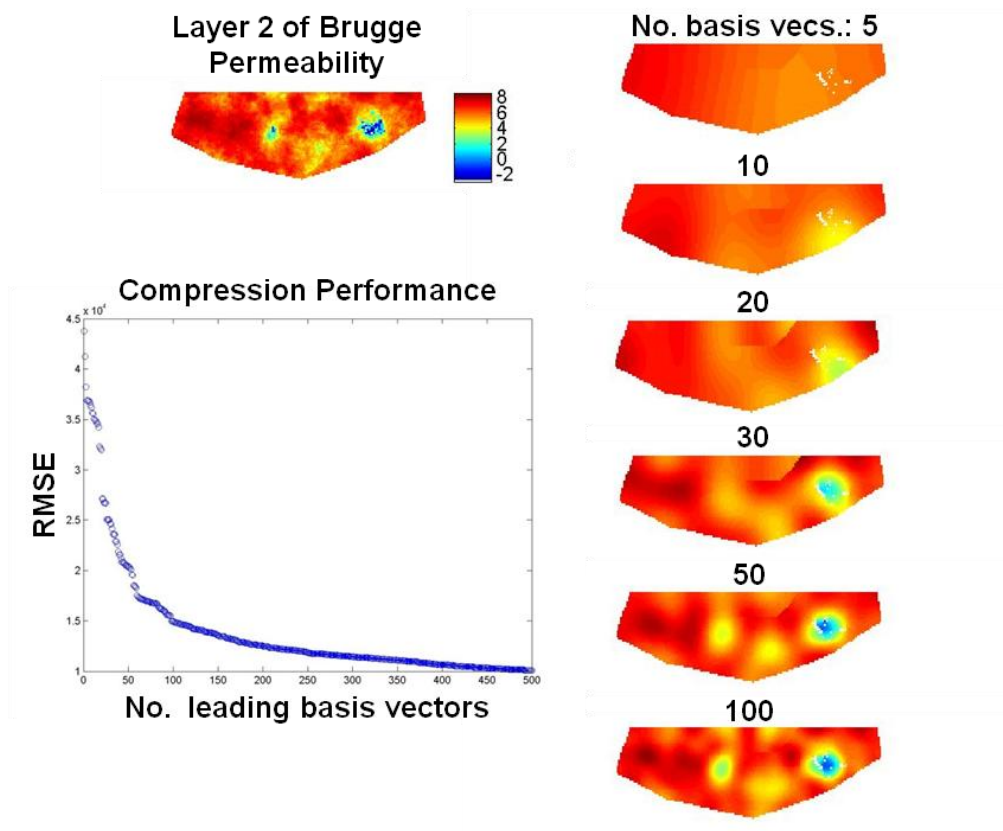 Layer 2 of Brugge
Permeability
8
6
4
2
0
-2
No. basis vecs.: 5
10
20
30
50
100
Compression Performance
x 10⁴
4.5
4
3.5
3
2.5
2
1.5
1
RMSE
0 50 100 150 200 250 300 350 400 450 500
No. leading basis vectors